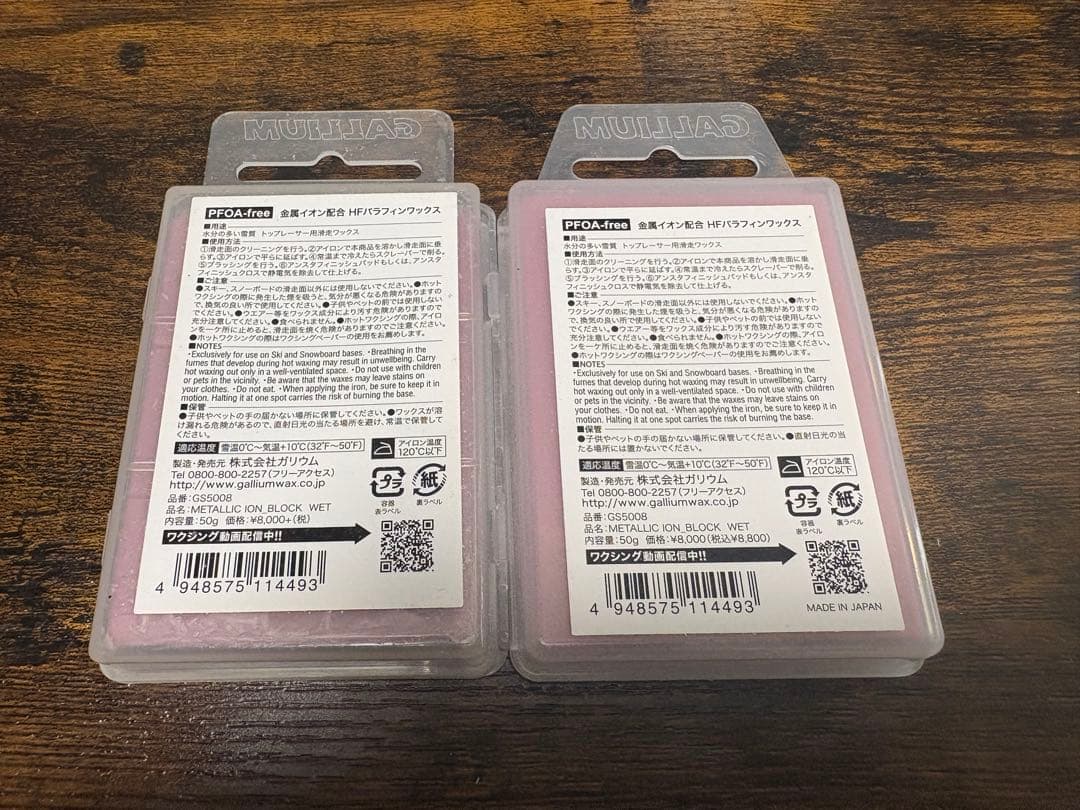 GALLIUM
PFOA-free 金属イオン配合 HFパラフィンワックス
■用途
水分の多い雪質 トップレーサー用滑走ワックス
■使用方法
①滑走面のクリーニングを行う。②アイロンで本商品を溶かし滑走面に垂
らす。③アイロンで平らに延ばす。④常温まで冷えたらスクレーパーで削る。
⑤ブラッシングを行う。⑥アンスタフィニッシュパッドもしくは、アンスタ
フィニッシュクロスで静電気を除去して仕上げる。
■ご注意
●スキー、スノーボードの滑走面以外には使用しないでください。●ホット
ワクシングの際に発生した煙を吸うと、気分が悪くなる危険がありますの
で、換気の良い所で使用してください。●子供やペットの前では使用しない
でください。●ウエアー等をワックス成分により汚す危険がありますので
充分注意してください。●食べられません。●ホットワクシングの際、アイロ
ンを一ケ所に止めると、滑走面を焼く危険がありますのでご注意ください。
●ホットワクシングの際はワクシングペーパーの使用をお薦めします。
■NOTES
・Exclusively for use on Ski and Snowboard bases. ・Breathing in the
fumes that develop during hot waxing may result in unwellbeing. Carry
hot waxing out only in a well-ventilated space. ・Do not use with children
or pets in the vicinity. ・Be aware that the waxes may leave stains on
your clothes. ・Do not eat. ・When applying the iron, be sure to keep it in
motion. Halting it at one spot carries the risk of burning the base.
■保管
●子供やペットの手の届かない場所に保管してください。●ワックスが溶
け漏れる危険があるので、直射日光の当たる場所を避け、常温で保管して
ください。
適応温度 雪温0℃〜気温+10℃(32℉〜50℉)
アイロン温度
120℃以下
製造・発売元 株式会社ガリウム
Tel 0800-800-2257(フリーアクセス)
http://www.galliumwax.co.jp
品番:GS5008
品名:METALLIC ION_BLOCK WET
内容量:50g 価格:¥8,000+(税)
プラ
容器
表ラベル
紙
裏ラベル
ワクシング動画配信中!!
4 948575 114493
GALLIUM
PFOA-free 金属イオン配合 HFパラフィンワックス
■用途
水分の多い雪質 トップレーサー用滑走ワックス
■使用方法
①滑走面のクリーニングを行う。②アイロンで本商品を溶かし滑走面に垂
らす。③アイロンで平らに延ばす。④常温まで冷えたらスクレーパーで削る。
⑤ブラッシングを行う。⑥アンスタフィニッシュパッドもしくは、アンスタ
フィニッシュクロスで静電気を除去して仕上げる。
■ご注意
●スキー、スノーボードの滑走面以外には使用しないでください。●ホット
ワクシングの際に発生した煙を吸うと、気分が悪くなる危険がありますの
で、換気の良い所で使用してください。●子供やペットの前では使用しない
でください。●ウエアー等をワックス成分により汚す危険がありますので
充分注意してください。●食べられません。●ホットワクシングの際、アイロ
ンを一ケ所に止めると、滑走面を焼く危険がありますのでご注意ください。
●ホットワクシングの際はワクシングペーパーの使用をお薦めします。
■NOTES
・Exclusively for use on Ski and Snowboard bases. ・Breathing in the
fumes that develop during hot waxing may result in unwellbeing. Carry
hot waxing out only in a well-ventilated space. ・Do not use with children
or pets in the vicinity. ・Be aware that the waxes may leave stains on
your clothes. ・Do not eat. ・When applying the iron, be sure to keep it in
motion. Halting it at one spot carries the risk of burning the base.
■保管
●子供やペットの手の届かない場所に保管してください。●直射日光の当
たる場所には置かないでください。
適応温度 雪温0℃〜気温+10℃(32℉〜50℉)
アイロン温度
120℃以下
製造・発売元 株式会社ガリウム
Tel 0800-800-2257(フリーアクセス)
http://www.galliumwax.co.jp
品番:GS5008
品名:METALLIC ION_BLOCK WET
内容量:50g 価格:¥8,000(税込¥8,800)
プラ
容器
表ラベル
紙
裏ラベル
ワクシング動画配信中!!
4 948575 114493
MADE IN JAPAN